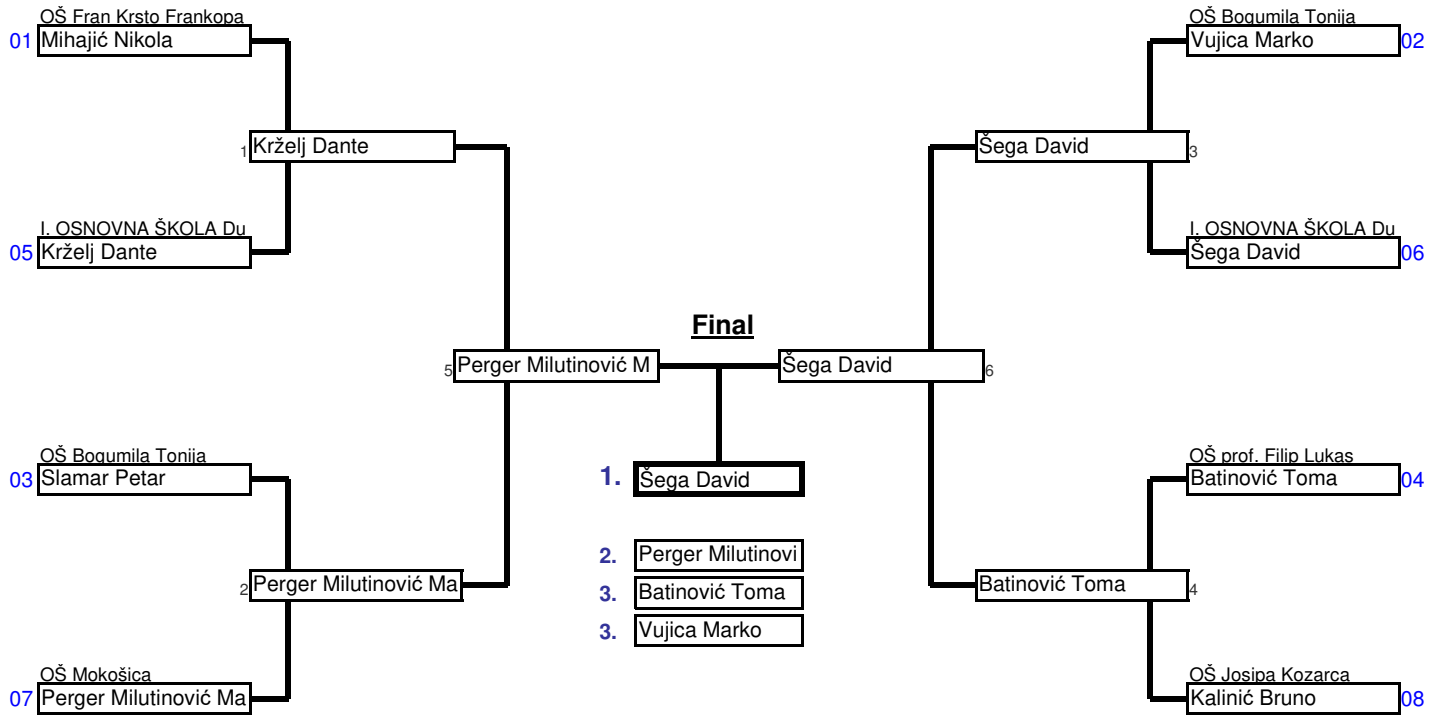 OŠ Fran Krsto Frankopa
01 Mihajić Nikola
OŠ Bogumila Tonija
Vujica Marko 02
1 Krželj Dante
Šega David 3
I. OSNOVNA ŠKOLA Du
05 Krželj Dante
I. OSNOVNA ŠKOLA Du
Šega David 06
Final
5 Perger Milutinović M
Šega David 6
OŠ Bogumila Tonija
03 Slamar Petar
1. Šega David
OŠ prof. Filip Lukas
Batinović Toma 04
2. Perger Milutinovi
3. Batinović Toma
3. Vujica Marko
2 Perger Milutinović Ma
Batinović Toma 4
OŠ Mokošica
07 Perger Milutinović Ma
OŠ Josipa Kozarca
Kalinić Bruno 08